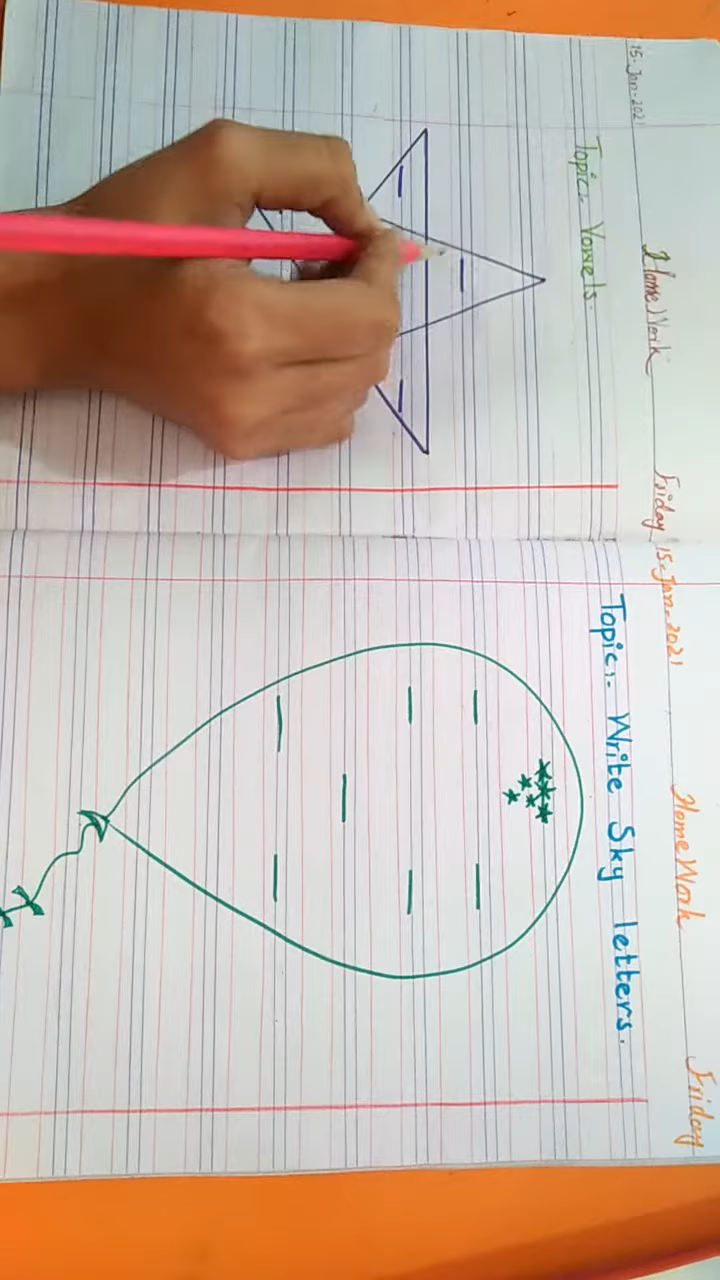 15-Jan-2021
Home Work
Friday
Topic:- Vowels.
15-Jan-2021
Home Work
Friday
Topic:- Write Sky letters.